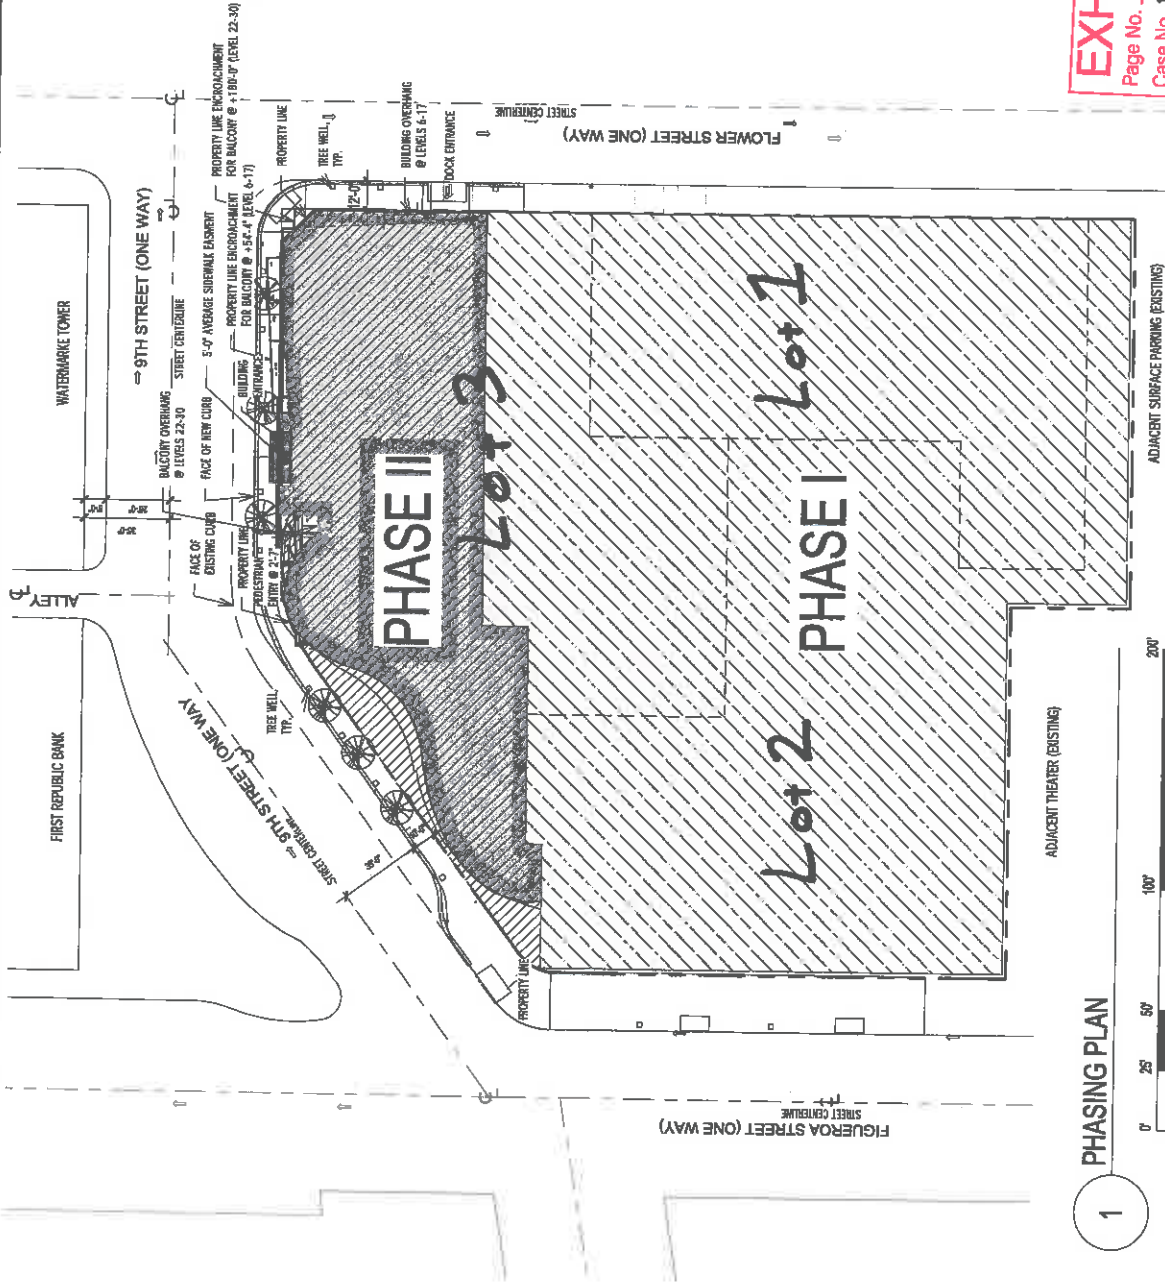 EXH
Page No.
Case No.
WATERMARKE TOWER
⇒ 9TH STREET (ONE WAY)
PROPERTY LINE ENCROACHMENT
FOR BALCONY @ +180'-0" (LEVEL 22-30)
PROPERTY LINE ENCROACHMENT
FOR BALCONY @ +54'-4" (LEVEL 6-17)
PROPERTY LINE
TREE WELL,
TYP.
12'-0"
BUILDING OVERHANG
@ LEVELS 6-17
DOCK ENTRANCE
STREET CENTERLINE
FLOWER STREET (ONE WAY)
BALCONY OVERHANG
@ LEVELS 22-30
STREET CENTERLINE
FACE OF NEW CURB
5'-0" AVERAGE SIDEWALK EASMENT
BUILDING
ENTRANCE
FACE OF
EXISTING CURB
PROPERTY LINE
PEDESTRIAN
ENTRY @ 2'-7"
ALLEY
FIRST REPUBLIC BANK
⇒ 9TH STREET (ONE WAY
STREET CENTERLINE
TREE WELL,
TYP.
PHASE II
Lot 3
Lot 1
PHASE I
Lot 2
PROPERTY LINE
STREET CENTERLINE
FIGUEROA STREET (ONE WAY)
ADJACENT SURFACE PARKING (EXISTING)
ADJACENT THEATER (EXISTING)
1
PHASING PLAN
0' 25' 50' 100' 200'